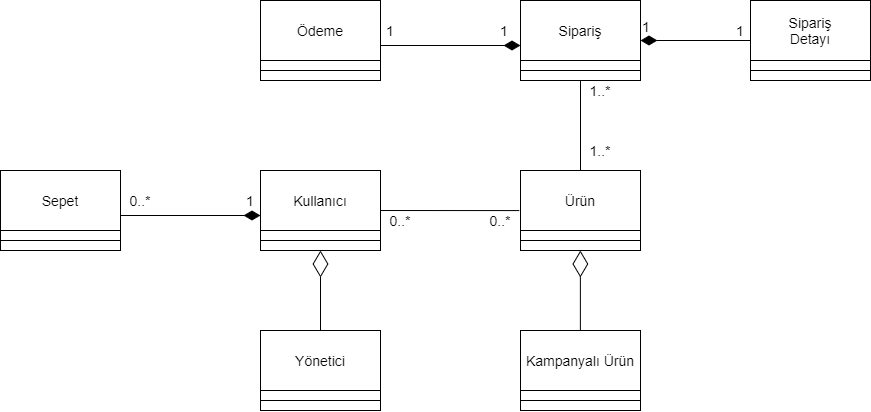 Ödeme
1
1
Sipariş
1
1
Sipariş
Detayı
1..*
1..*
Sepet
0..*
1
Kullanıcı
0..*
0..*
Ürün
Yönetici
Kampanyalı Ürün